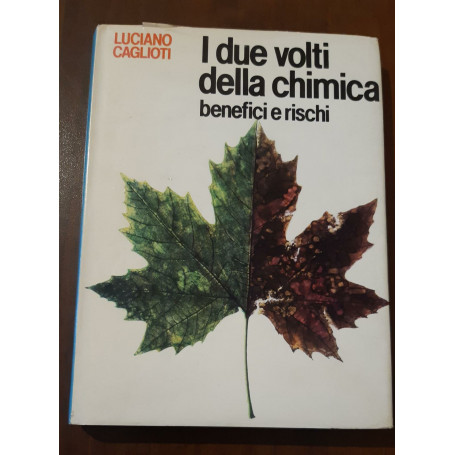 LUCIANO
CAGLIOTI
I due volti
della chimica
benefici e rischi